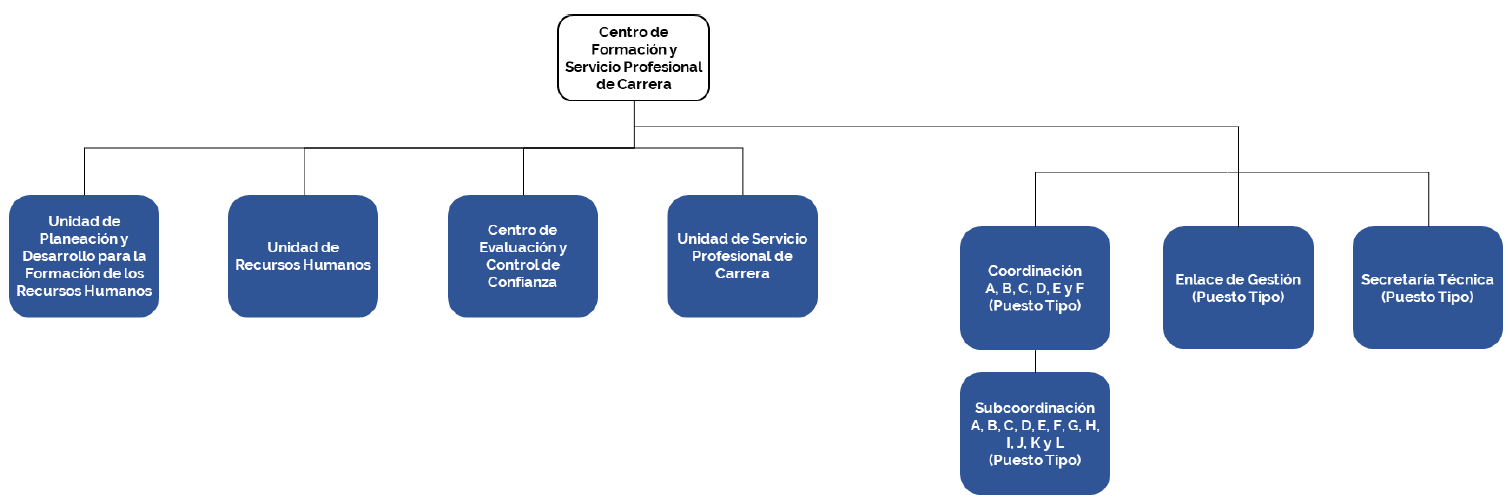 Centro de
Formación y
Servicio Profesional
de Carrera
Unidad de
Planeación y
Desarrollo para la
Formación de los
Recursos Humanos
Unidad de
Recursos Humanos
Centro de
Evaluación y
Control de
Confianza
Unidad de Servicio
Profesional de
Carrera
Coordinación
A, B, C, D, E y F
(Puesto Tipo)
Enlace de Gestión
(Puesto Tipo)
Secretaría Técnica
(Puesto Tipo)
Subcoordinación
A, B, C, D, E, F, G, H,
I, J, K y L
(Puesto Tipo)